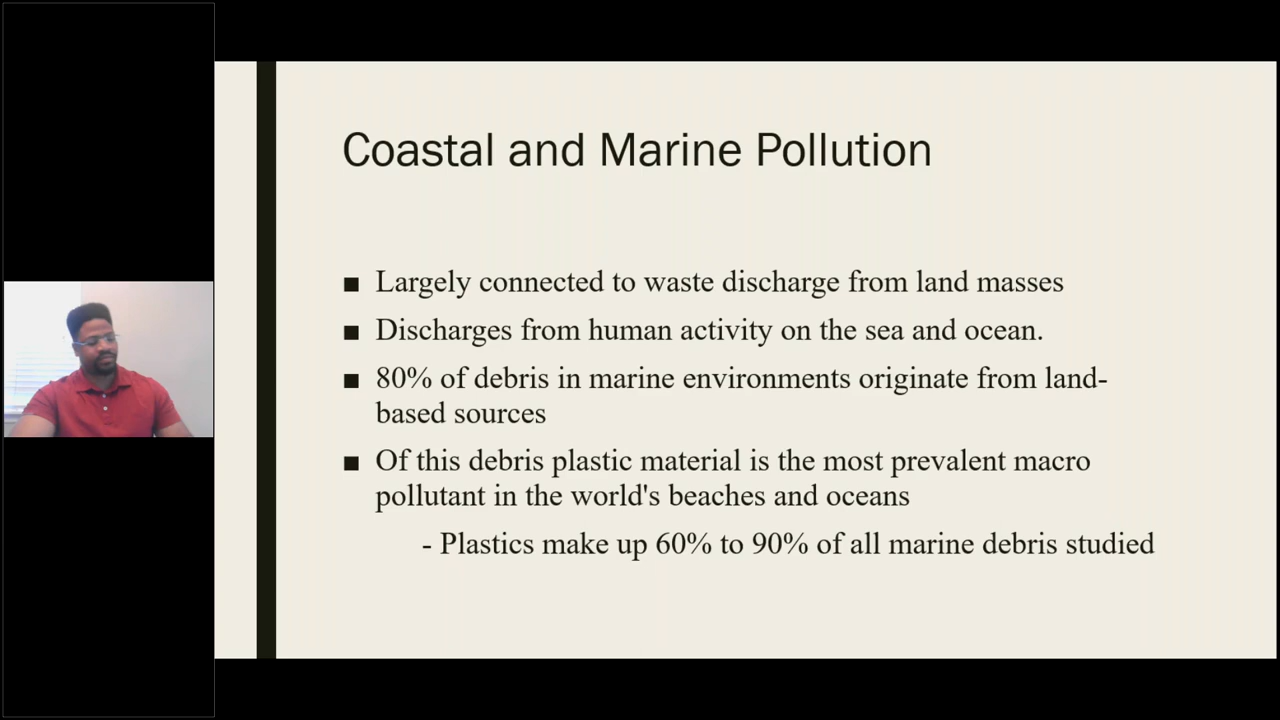 Coastal and Marine Pollution
■ Largely connected to waste discharge from land masses
■ Discharges from human activity on the sea and ocean.
■ 80% of debris in marine environments originate from land-
based sources
■ Of this debris plastic material is the most prevalent macro
pollutant in the world's beaches and oceans
- Plastics make up 60% to 90% of all marine debris studied